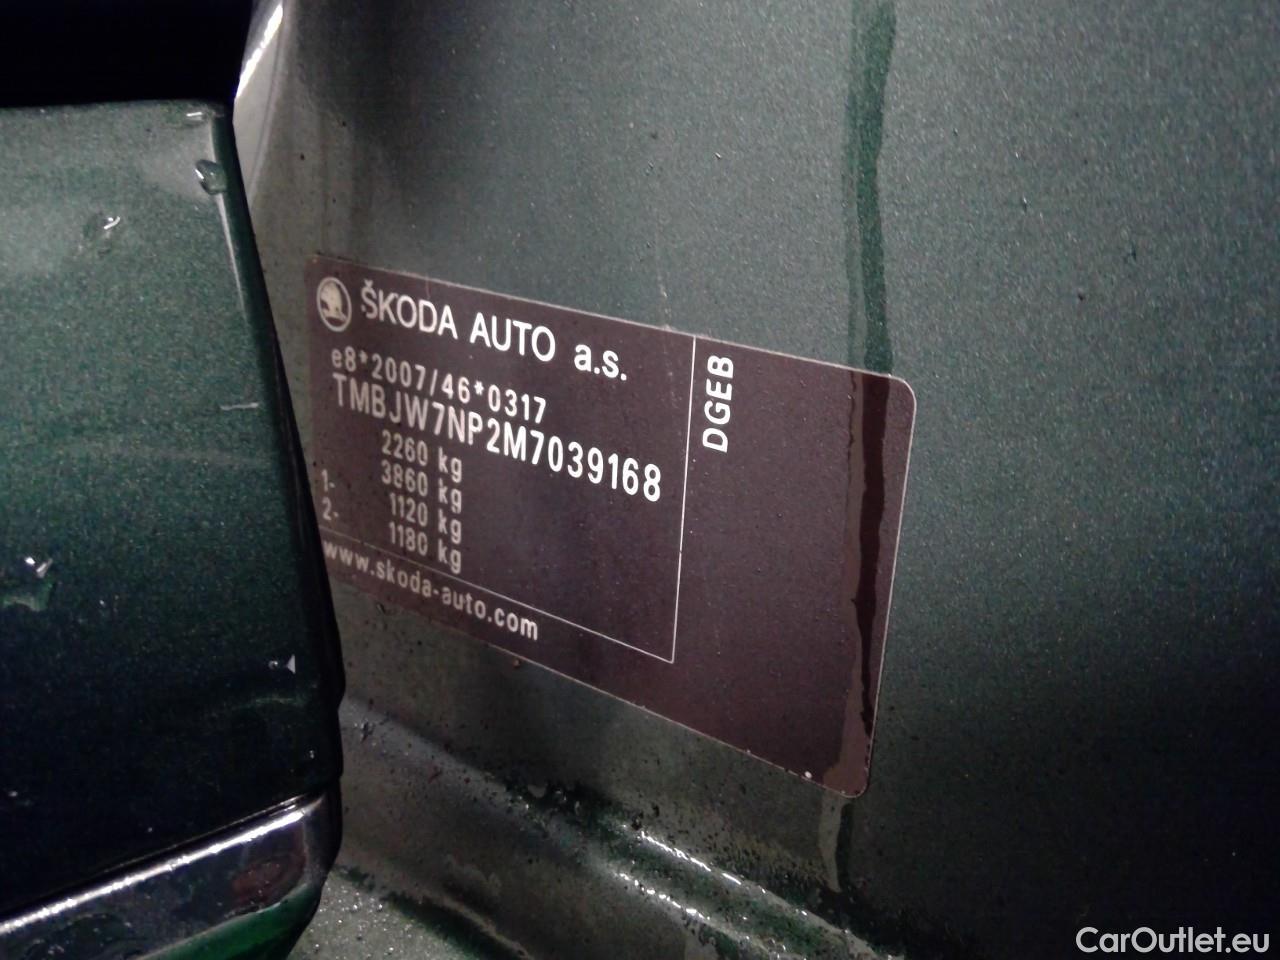 ŠKODA AUTO a.s.
e8*2007/46*0317
TMBJW7NP2M7039168
2260 kg
3860 kg
1- 1120 kg
2- 1180 kg
www.skoda-auto.com
DGEB
CarOutlet.eu